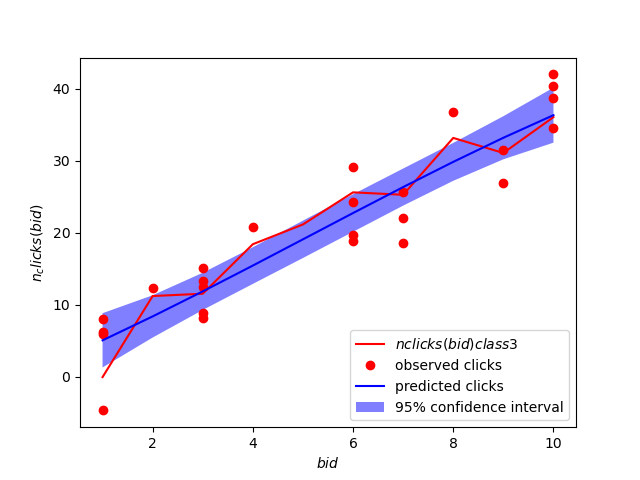 40
30
20
10
0
n_clicks(bid)
2
4
6
8
10
bid
nclicks(bid)class3
observed clicks
predicted clicks
95% confidence interval